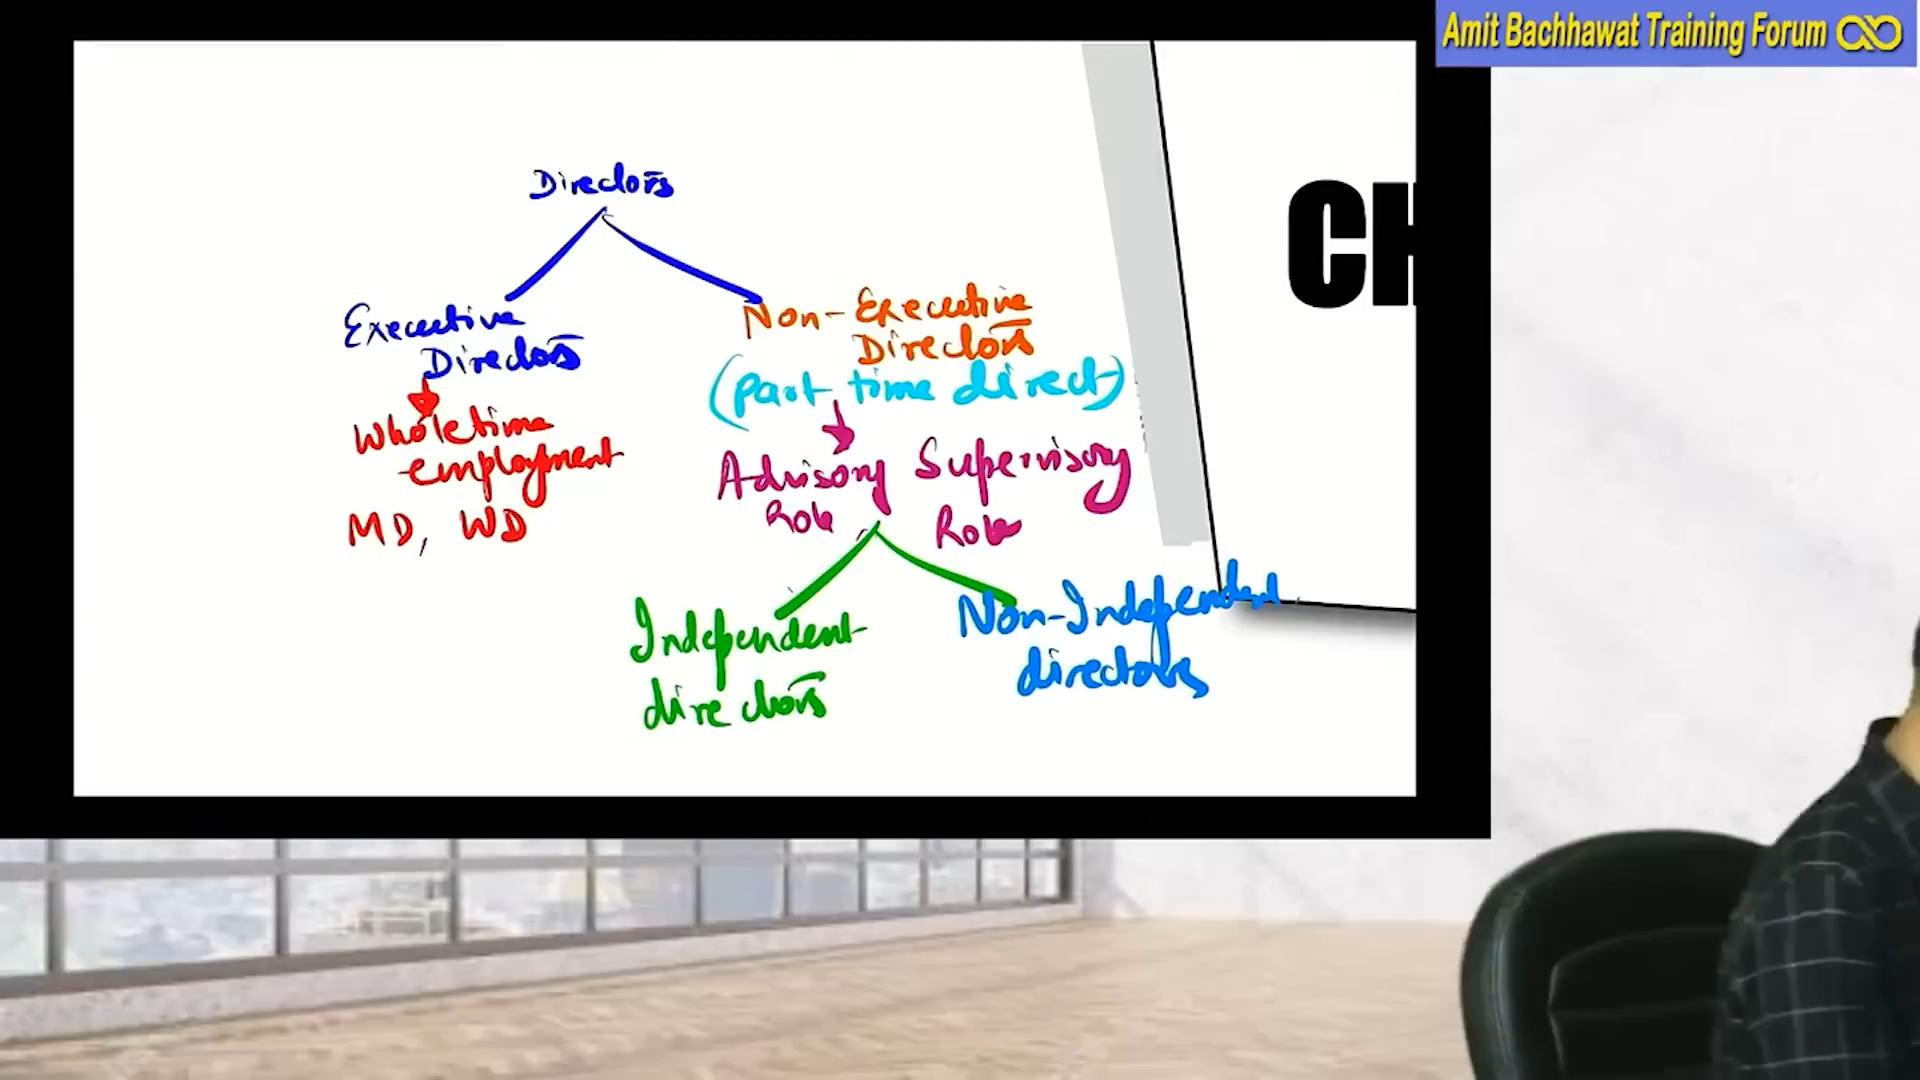 Amit Bachhawat Training Forum
CH
Directors
Executive
Directors
Non-Executive
Directors
(part time direct)
Wholetime
employment
MD, WD
Advisory Supervisory
Role Role
Independent
directors
Non-Independent
directors